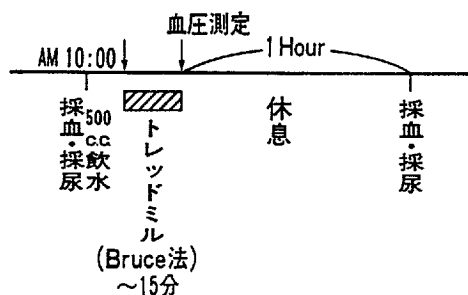 血圧測定
AM 10:00
1 Hour
採血・採尿
500c.c.飲水
トレッドミル
(Bruce法)
～15分
休息
採血・採尿